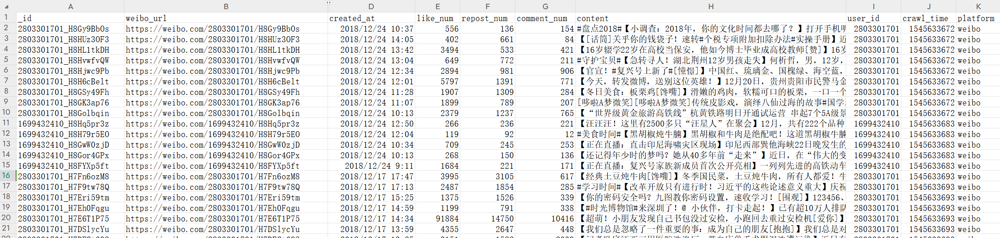 A B D E F G H I J K
1 _id weibo_url created_at like_num repost_num comment_num content user_id crawl_time platform
2 2803301701_H8Gy9BbOs https://weibo.com/2803301701/H8Gy9BbOs 2018/12/24 10:37 556 136 154 #盘点2018#【小调查：2018年，你的文化时间都去哪了？】打开手机听 2803301701 1545633672 weibo
3 2803301701_H8HUz3OF3 https://weibo.com/2803301701/H8HUz3OF3 2018/12/24 14:05 402 661 84 【[话筒]关乎你的钱袋子！速转#个税专项附加扣除办法#实操手册】近 2803301701 1545633672 weibo
4 2803301701_H8HL1tkDH https://weibo.com/2803301701/H8HL1tkDH 2018/12/24 13:42 3494 533 421 【16岁辍学22岁在高校当保安，他如今博士毕业成高校教师[赞]】16岁 2803301701 1545633672 weibo
5 2803301701_H8HvwfvQW https://weibo.com/2803301701/H8HvwfvQW 2018/12/24 13:04 649 772 211 #守护宝贝#【急转寻人！湖北荆州12岁男孩走失】何析哲，男，12岁， 2803301701 1545633672 weibo
6 2803301701_H8Hjwc9Pb https://weibo.com/2803301701/H8Hjwc9Pb 2018/12/24 12:34 2894 981 906 【官宣！#复兴号上新了#[憧憬]】中国红、琉璃金、国槐绿、海空蓝， 2803301701 1545633672 weibo
7 2803301701_H8H6cBelt https://weibo.com/2803301701/H8H6cBelt 2018/12/24 12:01 5797 1391 771 【今天，转发微博，送别这位英雄！】12月20日，贵州贵阳市民警马金 2803301701 1545633672 weibo
8 2803301701_H8GSy49Fh https://weibo.com/2803301701/H8GSy49Fh 2018/12/24 11:28 1907 1309 284 【冬日美食：板栗鸡[馋嘴]】滑嫩的鸡肉，软糯可口的板栗，一口一个 2803301701 1545633672 weibo
9 2803301701_H8GK3ap76 https://weibo.com/2803301701/H8GK3ap76 2018/12/24 11:07 1899 789 207 [哆啦A梦微笑][哆啦A梦微笑]传统皮影戏，演绎八仙过海的故事#国学 2803301701 1545633672 weibo
10 2803301701_H8Golbqin https://weibo.com/2803301701/H8Golbqin 2018/12/24 10:13 2379 1237 765 【“世界级黄金旅游高铁线”杭黄铁路明日开通试运营 串起7个5A级景 2803301701 1545633672 weibo
11 1699432410_H8Hq5pr3z https://weibo.com/1699432410/H8Hq5pr3z 2018/12/24 12:50 266 236 221 【汪汪汪！这里有2500多只“汪星人”在聚会】12月，共有222个品种 1699432410 1545633683 weibo
12 1699432410_H8H79r5EO https://weibo.com/1699432410/H8H79r5EO 2018/12/24 12:04 119 92 12 #美食时间#【黑胡椒炖牛腩】黑胡椒和牛肉是绝配吧！这道黑胡椒牛腩 1699432410 1545633683 weibo
13 1699432410_H8GwW0zjD https://weibo.com/1699432410/H8GwW0zjD 2018/12/24 10:34 709 245 253 【正在直播：直击印尼海啸灾区现场】印尼西部巽他海峡22日晚发生的 1699432410 1545633683 weibo
14 1699432410_H8Gor4GPx https://weibo.com/1699432410/H8Gor4GPx 2018/12/24 10:13 268 150 136 【还记得年少时的梦吗？她从40多年前“走来”】近日，在“伟大的变 1699432410 1545633683 weibo
15 1699432410_H8FYXp5ft https://weibo.com/1699432410/H8FYXp5ft 2018/12/24 9:11 1684 221 171 【正在直播：复兴号家族新成员首次公开亮相】一列列先进的高铁动车 1699432410 1545633683 weibo
16 2803301701_H7Fn6ozM8 https://weibo.com/2803301701/H7Fn6ozM8 2018/12/17 17:47 3995 3105 617 【经典土豆炖牛肉[馋嘴]】冬季国民菜，土豆炖牛肉，所有人都爱！牛 2803301701 1545633693 weibo
17 2803301701_H7F9tw78Q https://weibo.com/2803301701/H7F9tw78Q 2018/12/17 17:13 2487 1854 285 #学习时间#【改革开放只有进行时！习近平的这些论述意义重大】庆祝 2803301701 1545633693 weibo
18 2803301701_H7Eri59tm https://weibo.com/2803301701/H7Eri59tm 2018/12/17 15:25 1375 1526 339 【你的密码安全吗？九图教你密码设置，速收学习！[围观]】123456、 2803301701 1545633693 weibo
19 2803301701_H7Eh0Fqgu https://weibo.com/2803301701/H7Eh0Fqgu 2018/12/17 14:59 1199 791 338 【#时光博物馆#来深圳了！@ 小伙伴，打卡走起！】已有超10万人排队 2803301701 1545633693 weibo
20 2803301701_H7E6T1P75 https://weibo.com/2803301701/H7E6T1P75 2018/12/17 14:34 91884 14750 10416 【超萌！小朋友发现自己书包没过安检，小跑回去重过安检机[爱你]】 2803301701 1545633693 weibo
21 2803301701_H7DSlycYu https://weibo.com/2803301701/H7DSlycYu 2018/12/17 13:59 4355 2647 448 【我们总是忽略了一件重要的事：成为自己的朋友[抱抱]】我们总是对 2803301701 1545633693 weibo